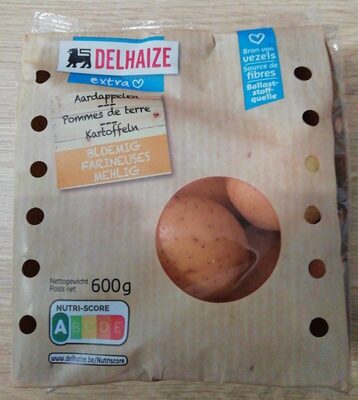 DELHAIZE
extra
Bron van
vezels
Source de
fibres
Ballast-
stoff-
quelle
Aardappelen
Pommes de terre
Kartoffeln
BLOEMIG
FARINEUSES
MEHLIG
Nettogewicht
Poids net
600g
NUTRI-SCORE
ABCDE
www.delhaize.be/Nutriscore